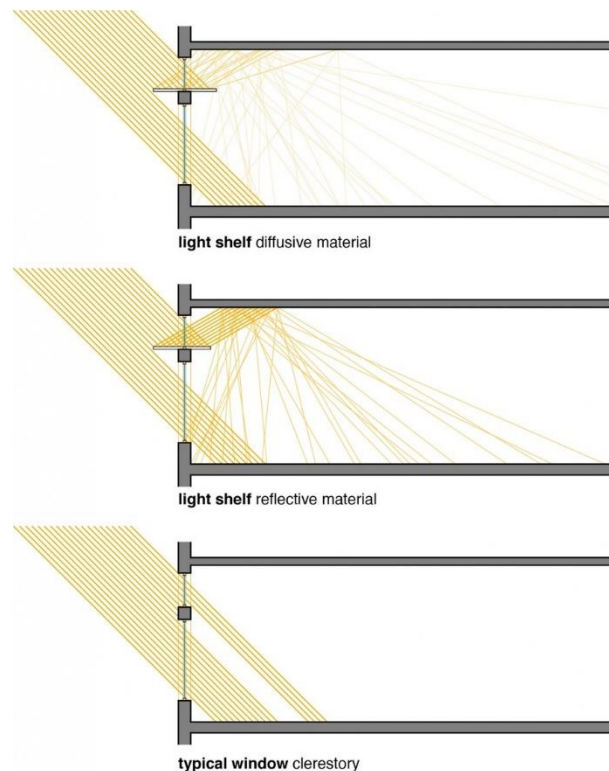 light shelf diffusive material
light shelf reflective material
typical window clerestory